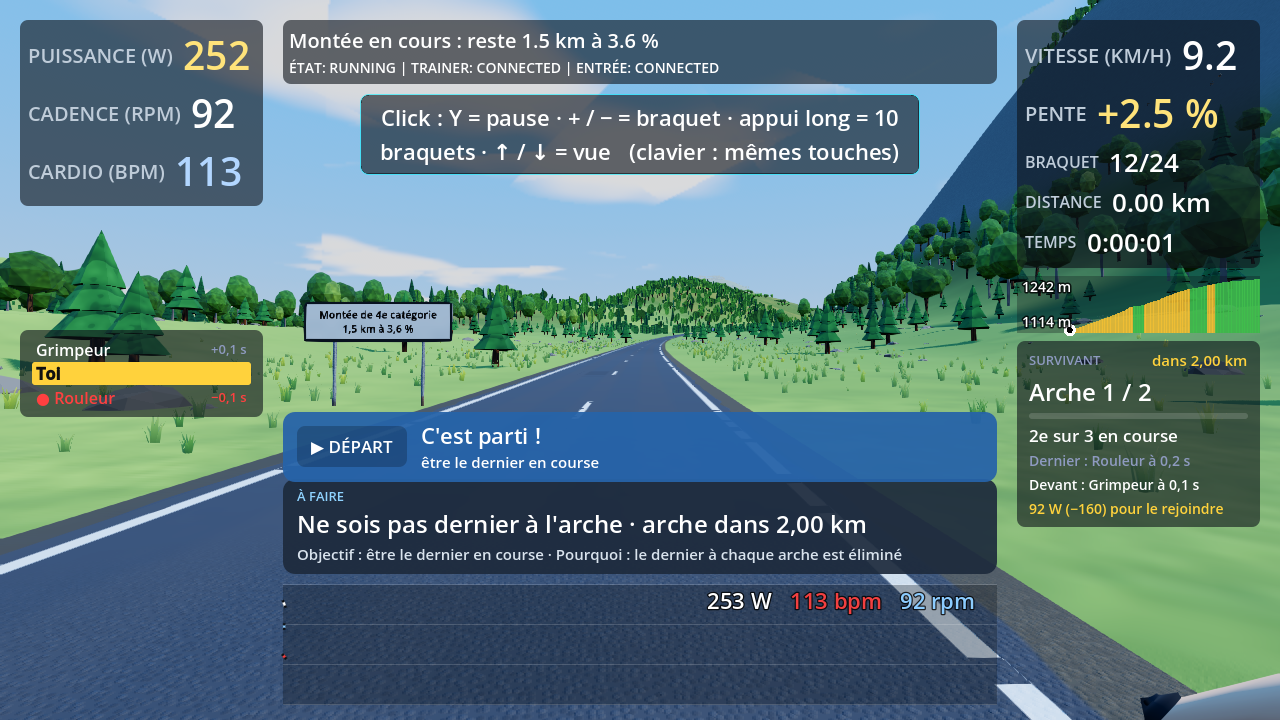 PUISSANCE (W) 252
CADENCE (RPM) 92
CARDIO (BPM) 113
Montée en cours : reste 1.5 km à 3.6 %
ÉTAT: RUNNING | TRAINER: CONNECTED | ENTRÉE: CONNECTED
Click : Y = pause · + / − = braquet · appui long = 10
braquets · ↑ / ↓ = vue (clavier : mêmes touches)
VITESSE (KM/H) 9.2
PENTE +2.5 %
BRAQUET 12/24
DISTANCE 0.00 km
TEMPS 0:00:01
1242 m
1114 m
Montée de 4e catégorie
1,5 km à 3,6 %
Grimpeur +0,1 s
Toi
Rouleur −0,1 s
SURVIVANT dans 2,00 km
Arche 1 / 2
2e sur 3 en course
Dernier : Rouleur à 0,2 s
Devant : Grimpeur à 0,1 s
92 W (−160) pour le rejoindre
▶ DÉPART
C'est parti !
être le dernier en course
À FAIRE
Ne sois pas dernier à l'arche · arche dans 2,00 km
Objectif : être le dernier en course · Pourquoi : le dernier à chaque arche est éliminé
253 W 113 bpm 92 rpm